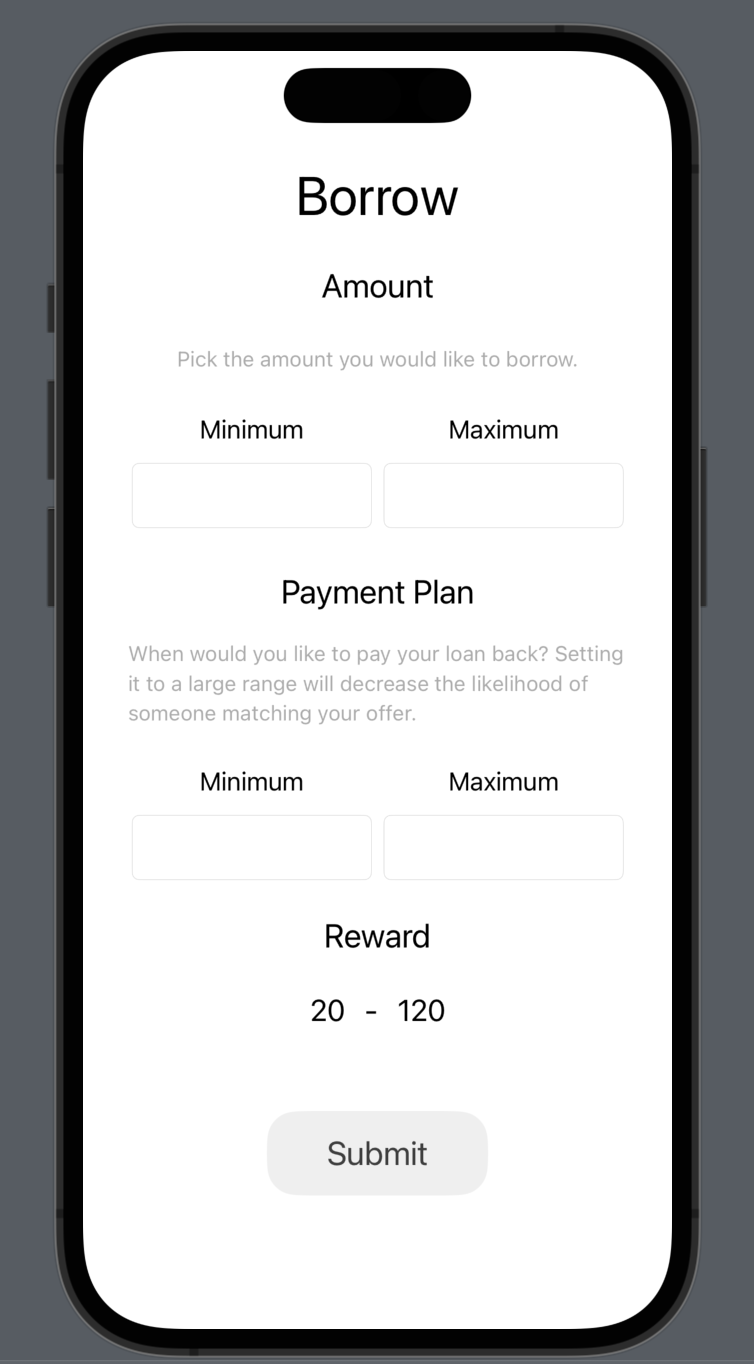 Borrow
Amount
Pick the amount you would like to borrow.
Minimum Maximum
Payment Plan
When would you like to pay your loan back? Setting
it to a large range will decrease the likelihood of
someone matching your offer.
Minimum Maximum
Reward
20 - 120
Submit